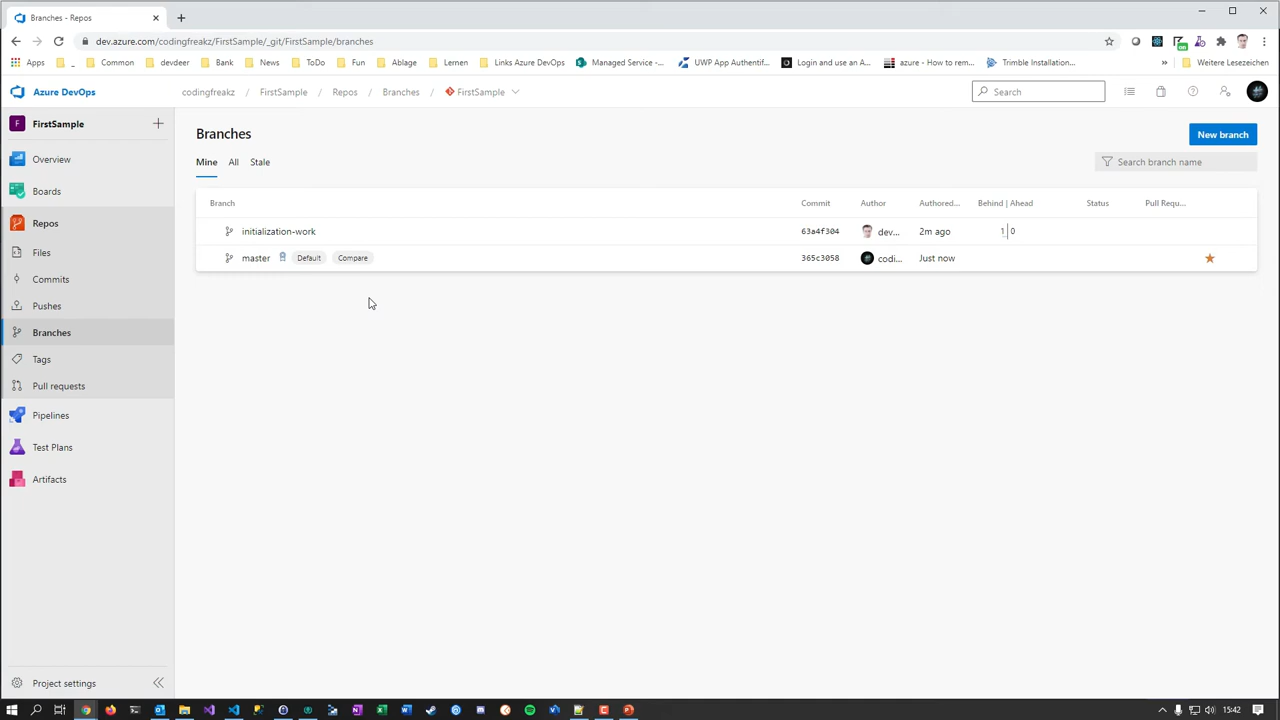 Branches - Repos
dev.azure.com/codingfreakz/FirstSample/_git/FirstSample/branches
Apps _ Common devdeer Bank News ToDo Fun Ablage Lernen Links Azure DevOps Managed Service -... UWP App Authentif... Login and use an A... azure - How to rem... Trimble Installation... » Weitere Lesezeichen
Azure DevOps codingfreakz / FirstSample / Repos / Branches / FirstSample Search
F FirstSample
Branches
New branch
Mine All Stale
Search branch name
Overview
Boards
Repos
Files
Commits
Pushes
Branches
Tags
Pull requests
Pipelines
Test Plans
Artifacts
Branch Commit Author Authored... Behind | Ahead Status Pull Requ...
initialization-work 63a4f304 dev... 2m ago 1 | 0
master Default Compare 365c3058 codi... Just now
Project settings
15:42